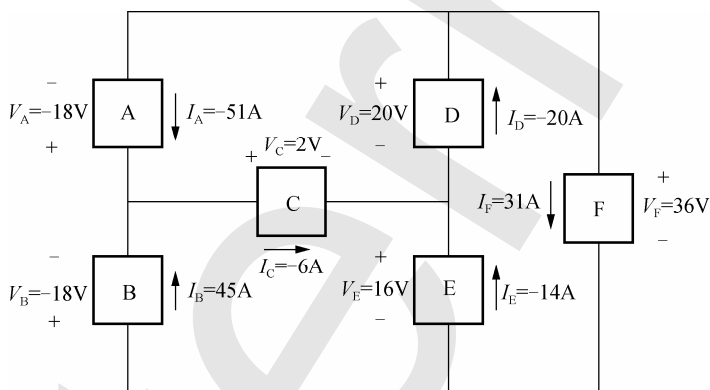 −
+
V_A=−18V
A
I_A=−51A
V_D=20V
D
I_D=−20A
+
−
V_C=2V
+
−
C
I_F=31A
F
+
V_F=36V
−
I_C=−6A
−
+
V_B=−18V
B
I_B=45A
V_E=16V
E
I_E=−14A
+
−